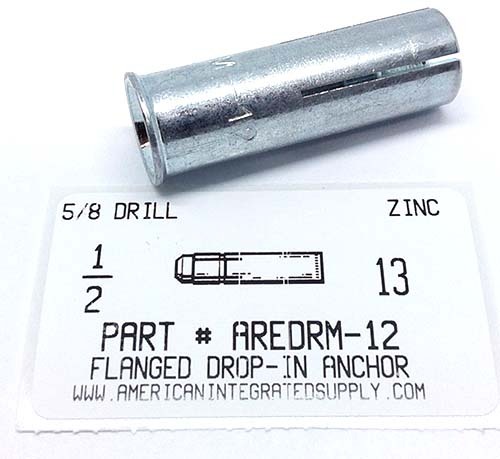 5/8 DRILL ZINC
1/2 13
PART # AREDRM-12
FLANGED DROP-IN ANCHOR
WWW.AMERICANINTEGRATEDSUPPLY.COM